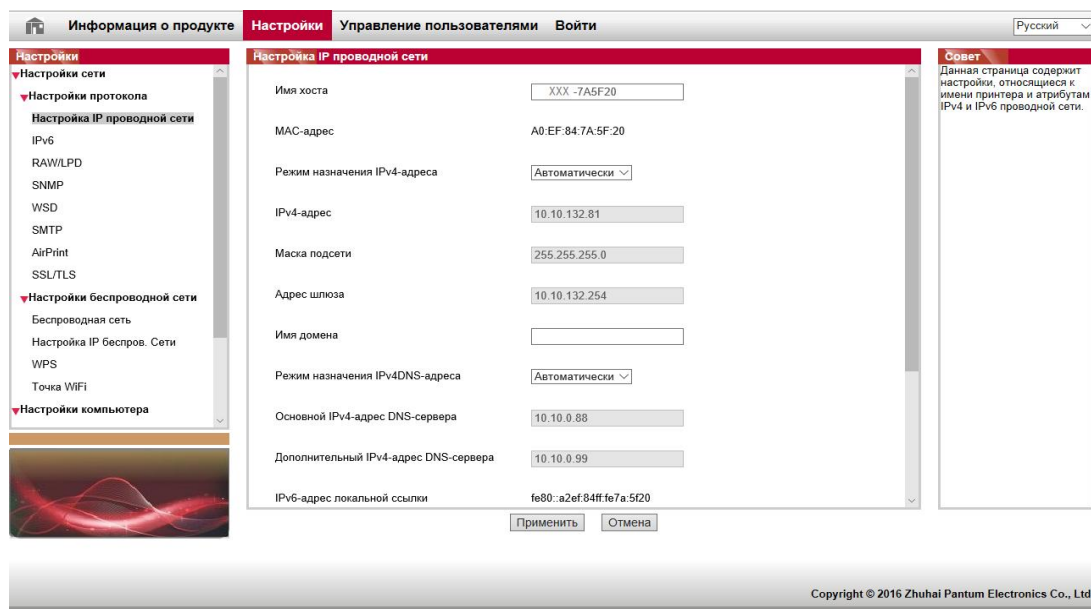 Информация о продукте Настройки Управление пользователями Войти Русский
Настройки
Настройки сети
Настройки протокола
Настройка IP проводной сети
IPv6
RAW/LPD
SNMP
WSD
SMTP
AirPrint
SSL/TLS
Настройки беспроводной сети
Беспроводная сеть
Настройка IP беспров. Сети
WPS
Точка WiFi
Настройки компьютера
Настройка IP проводной сети
Имя хоста XXX -7A5F20
MAC-адрес A0:EF:84:7A:5F:20
Режим назначения IPv4-адреса Автоматически
IPv4-адрес 10.10.132.81
Маска подсети 255.255.255.0
Адрес шлюза 10.10.132.254
Имя домена
Режим назначения IPv4DNS-адреса Автоматически
Основной IPv4-адрес DNS-сервера 10.10.0.88
Дополнительный IPv4-адрес DNS-сервера 10.10.0.99
IPv6-адрес локальной ссылки fe80::a2ef:84ff:fe7a:5f20
Применить Отмена
Совет
Данная страница содержит
настройки, относящиеся к
имени принтера и атрибутам
IPv4 и IPv6 проводной сети.
Copyright © 2016 Zhuhai Pantum Electronics Co., Ltd